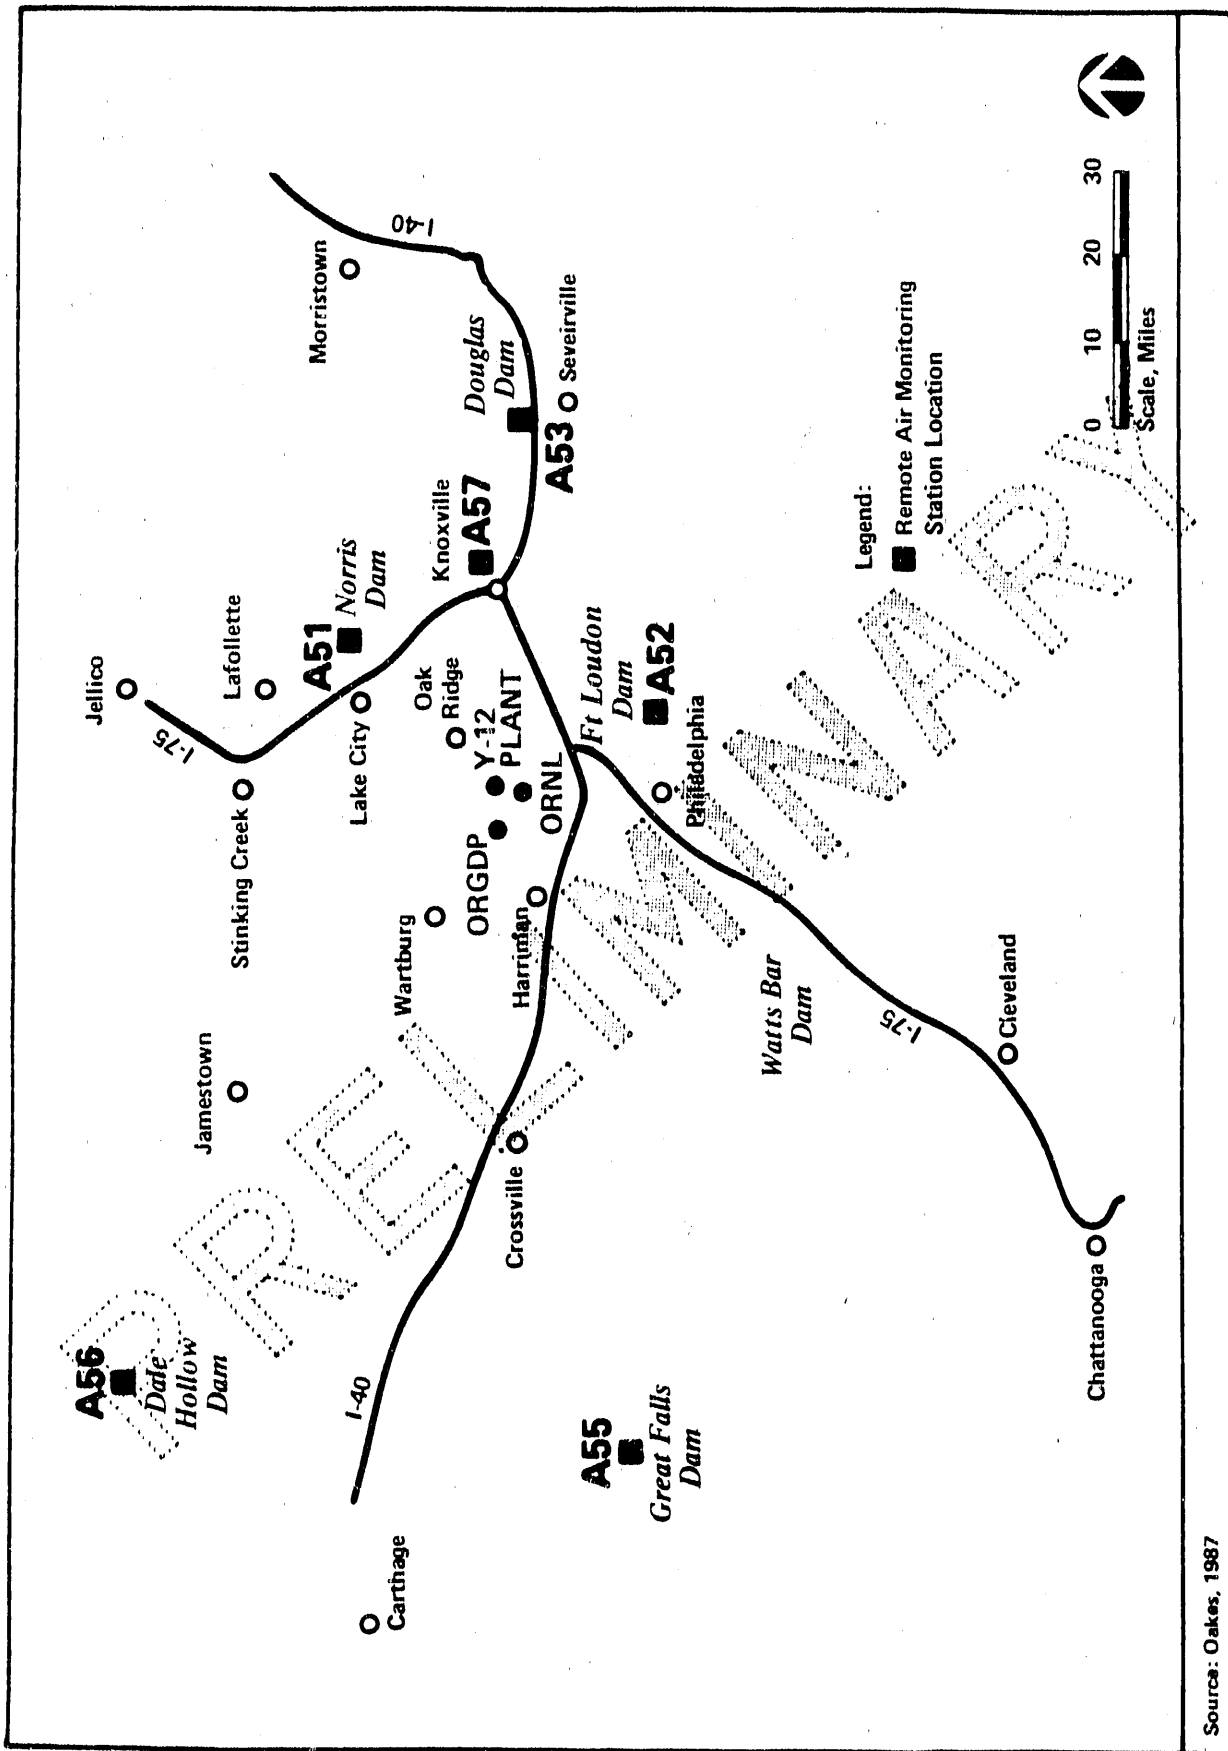 A56
Dale
Hollow
Dam
Jamestown
Stinking Creek
I-75
Jellico
Lafollette
A51
Norris
Dam
Lake City
Morristown
I-40
Carthage
I-40
Wartburg
Oak
Ridge
Knoxville
A57
Douglas
Dam
Y-12
PLANT
ORGDP
ORNL
Harriman
Crossville
A53
Seveirville
A55
Great Falls
Dam
Ft Loudon
Dam
A52
Philadelphia
Watts Bar
Dam
I-75
Cleveland
Chattanooga
PRELIMINARY
Legend:
Remote Air Monitoring
Station Location
0 10 20 30
Scale, Miles
Source: Oakes, 1987